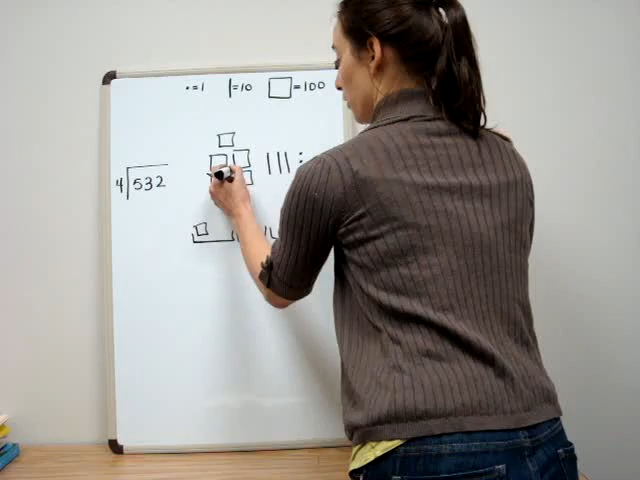 • = 1 | = 10 □ = 100
4 532